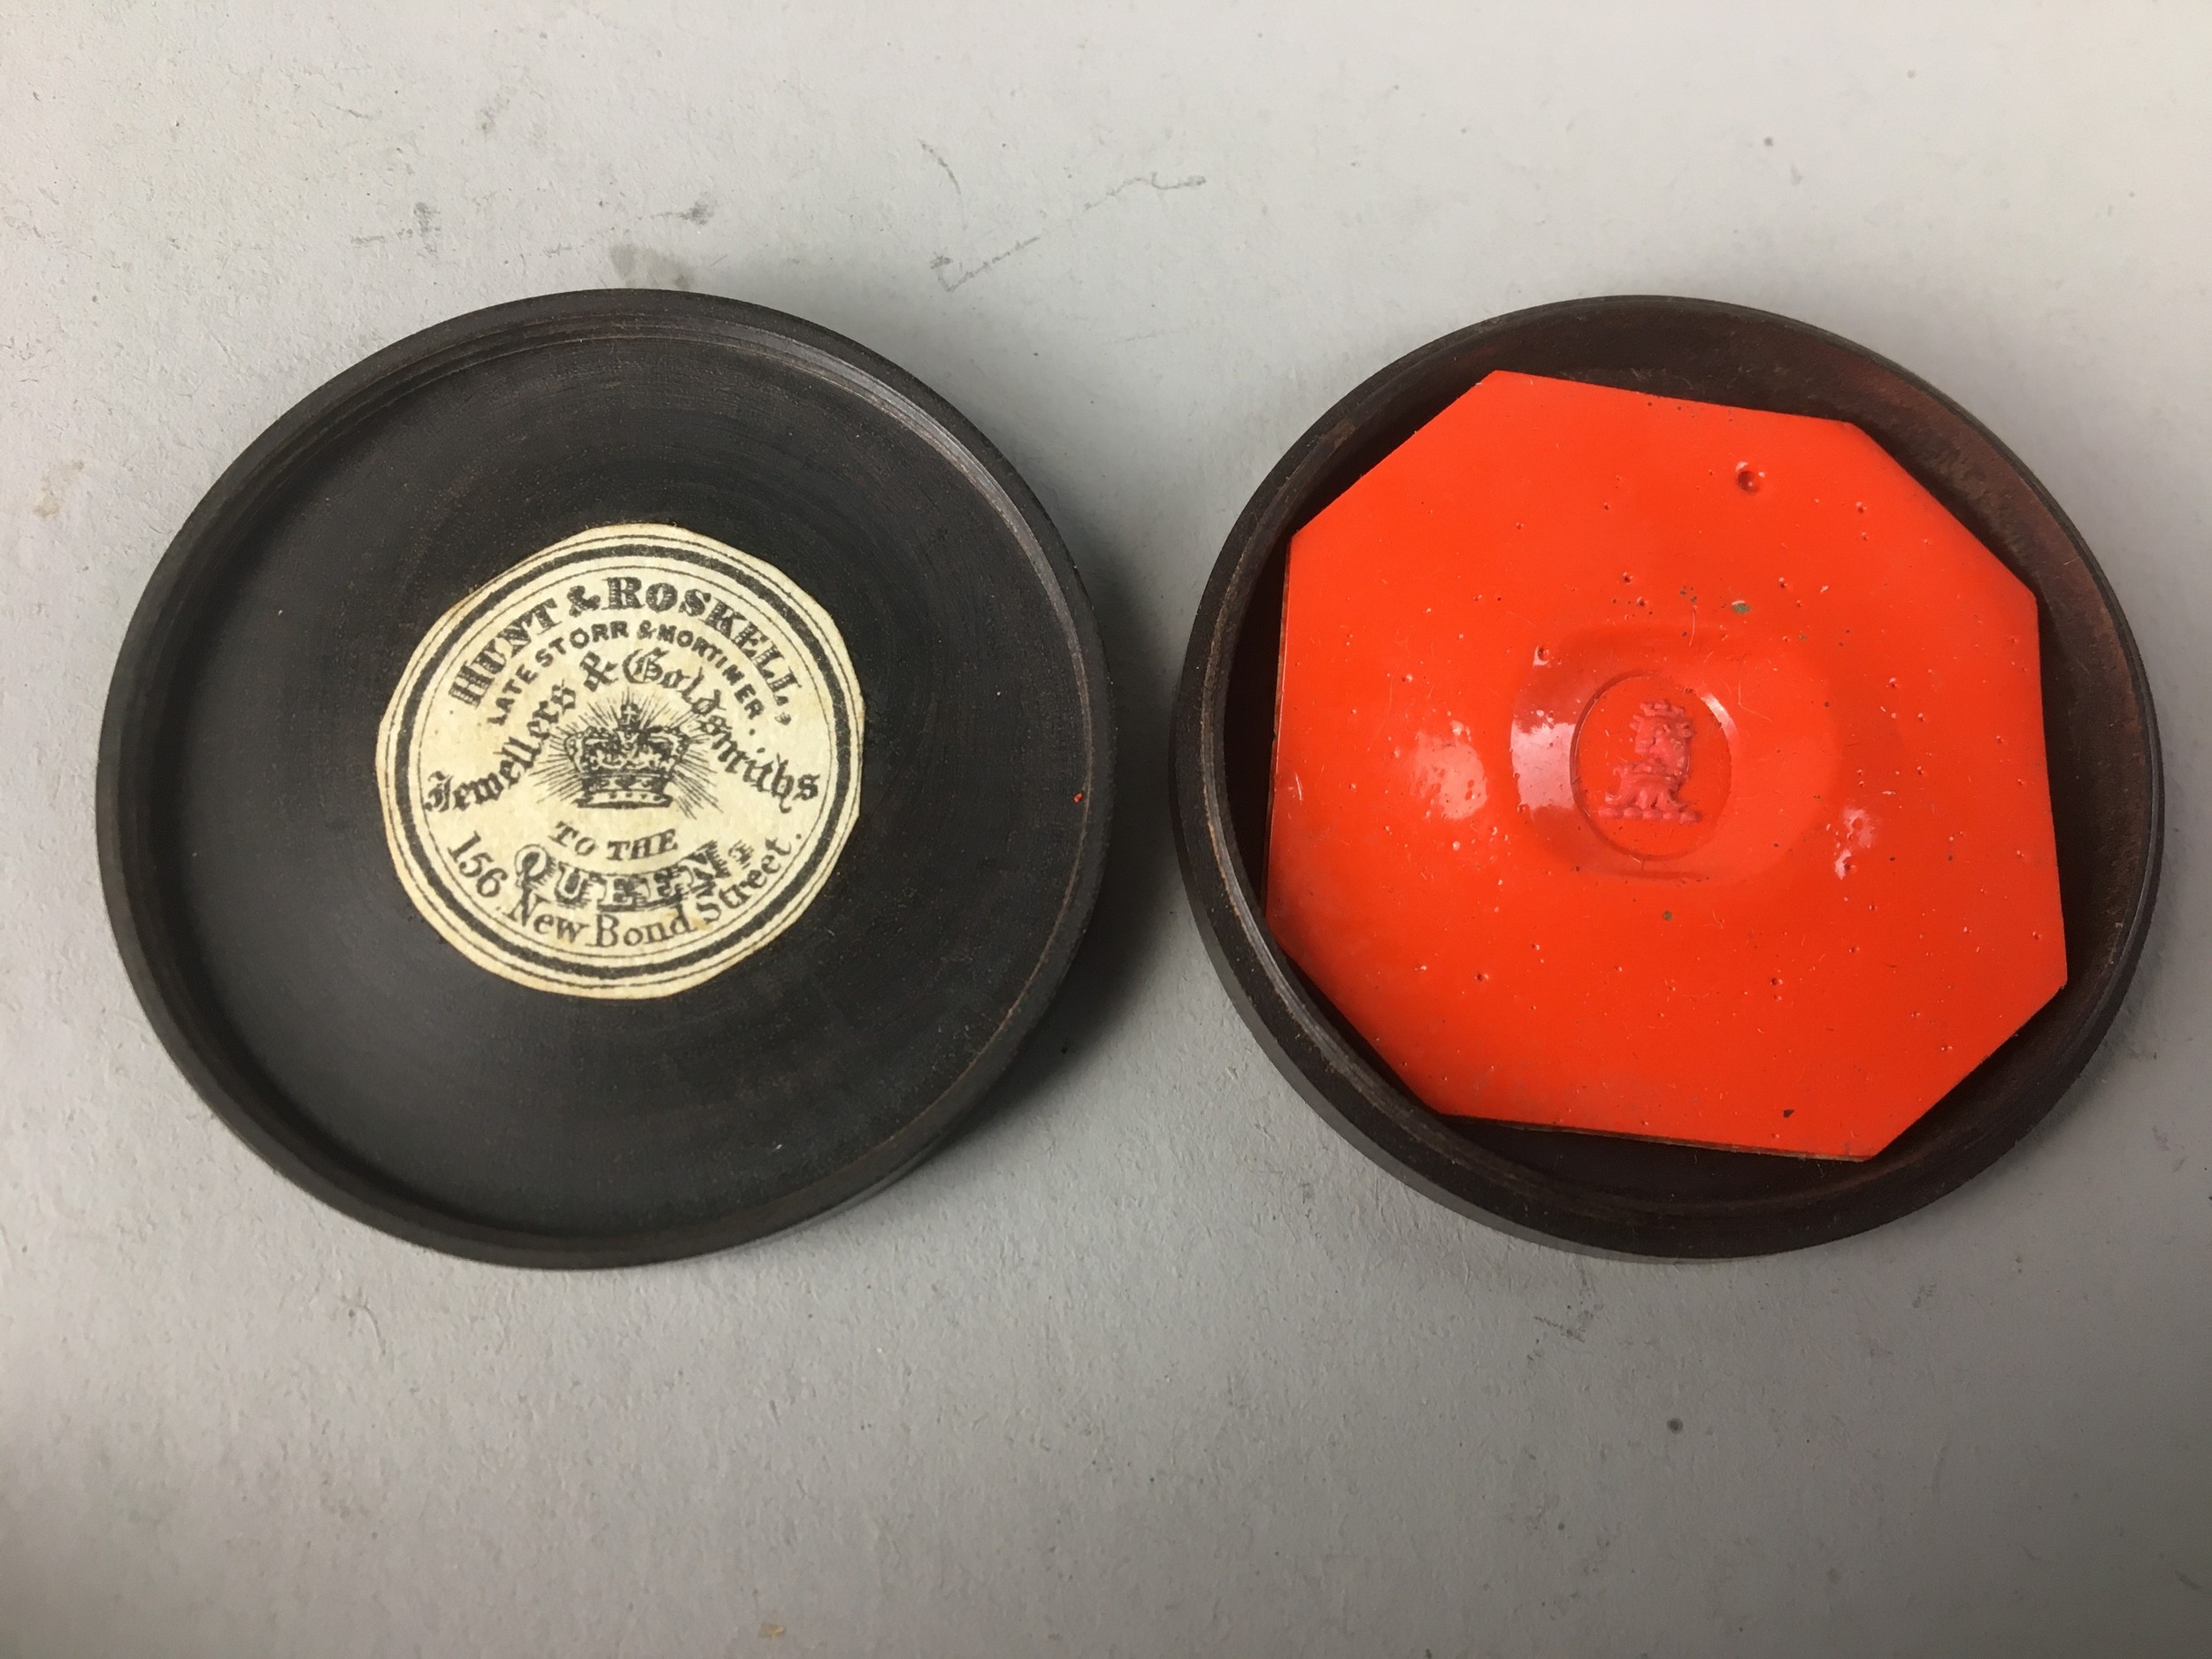 HUNT & ROSKELL,
LATE STORR & MORTIMER.
Jewellers & Goldsmiths
TO THE
QUEEN,
156 New Bond Street.